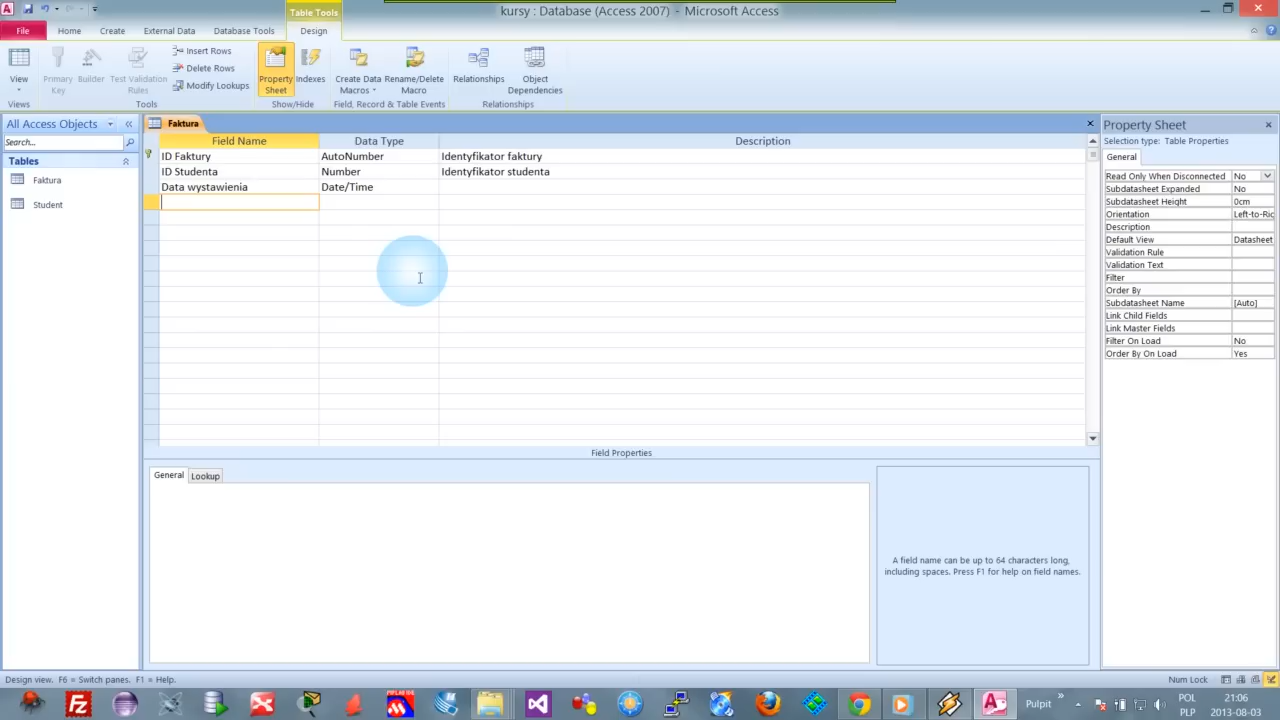 kursy : Database (Access 2007) - Microsoft Access
Table Tools
File
Home
Create
External Data
Database Tools
Design
View
Primary
Key
Builder
Test Validation
Rules
Insert Rows
Delete Rows
Modify Lookups
Property
Sheet
Indexes
Create Data
Macros
Rename/Delete
Macro
Relationships
Object
Dependencies
Views
Tools
Show/Hide
Field, Record & Table Events
Relationships
All Access Objects
Search...
Tables
Faktura
Student
Faktura
Field Name Data Type Description
ID Faktury AutoNumber Identyfikator faktury
ID Studenta Number Identyfikator studenta
Data wystawienia Date/Time
Field Properties
General Lookup
A field name can be up to 64 characters long,
including spaces. Press F1 for help on field names.
Property Sheet
Selection type: Table Properties
General
Read Only When Disconnected No
Subdatasheet Expanded No
Subdatasheet Height 0cm
Orientation Left-to-Rig
Description
Default View Datasheet
Validation Rule
Validation Text
Filter
Order By
Subdatasheet Name [Auto]
Link Child Fields
Link Master Fields
Filter On Load No
Order By On Load Yes
Design view. F6 = Switch panes. F1 = Help.
Num Lock
Pulpit
POL
PLP
21:06
2013-08-03